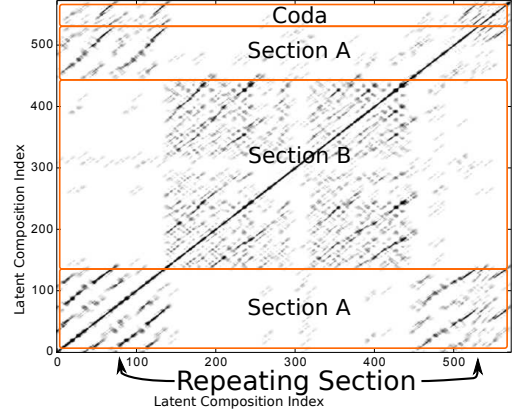 Coda
500
Section A
400
Section B
300
200
100
Section A
0
Latent Composition Index
0
100
200
300
400
500
Repeating Section
Latent Composition Index